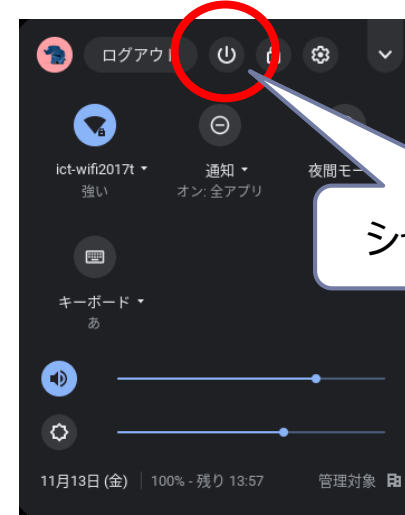 ログアウト
ict-wifi2017t
通知
夜間モー
強い
オン: 全アプリ
シ
キーボード
あ
11月13日 (金)
100% - 残り 13:57
管理対象